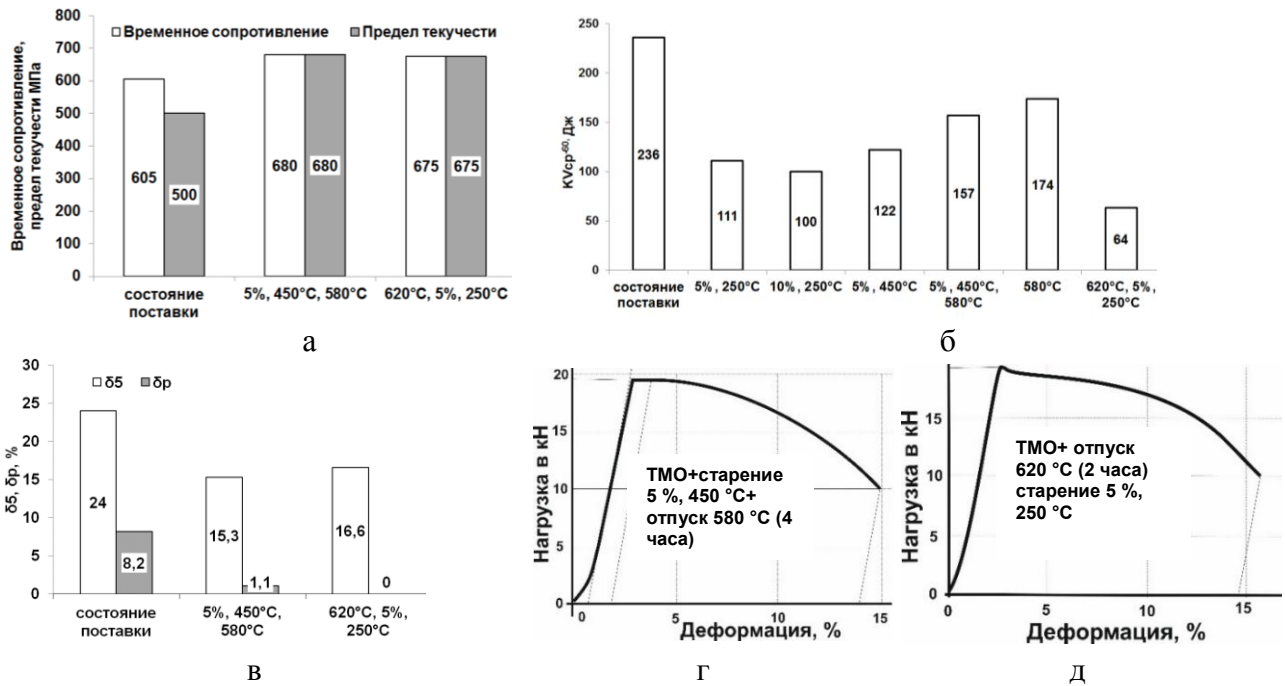 800
700
600
500
400
300
200
100
0
Временное сопротивление,
предел текучести МПа
Временное сопротивление
Предел текучести
605
500
680
680
675
675
состояние
поставки
5%, 450°С, 580°С
620°С, 5%, 250°С
а
250
200
150
100
50
0
KVср⁻⁶⁰, Дж
236
111
100
122
157
174
64
состояние
поставки
5%, 250°С
10%, 250°С
5%, 450°С
5%, 450°С,
580°С
580°С
620°С, 5%,
250°С
б
30
25
20
15
10
5
0
δ5, δр, %
δ5
δр
24
8,2
15,3
1,1
16,6
0
состояние
поставки
5%, 450°С,
580°С
620°С, 5%,
250°С
в
20
15
10
5
0
Нагрузка в кН
ТМО+старение
5 %, 450 °С+
отпуск 580 °С (4
часа)
0
5
10
15
Деформация, %
г
15
10
5
0
Нагрузка в кН
ТМО+ отпуск
620 °С (2 часа)
старение 5 %,
250 °С
0
5
10
15
Деформация, %
д